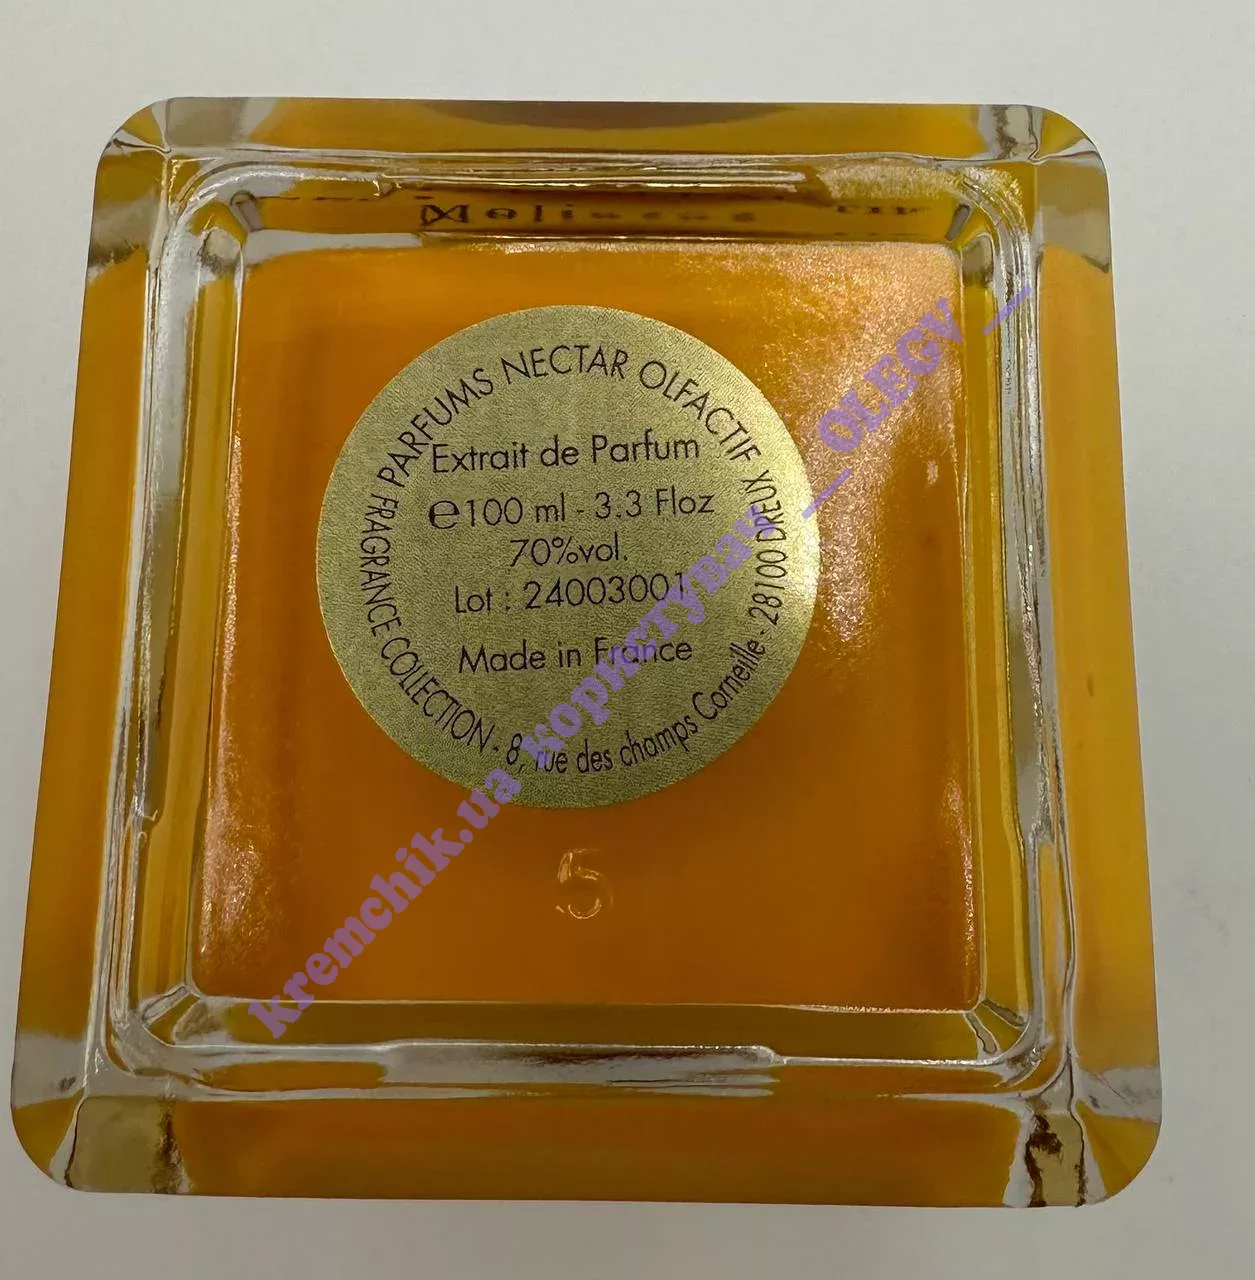 PARFUMS NECTAR OLFACTIF
Extrait de Parfum
℮100 ml - 3.3 Floz
70%vol.
Lot : 24003001
Made in France
FRAGRANCE COLLECTION - 8, rue des champs Corneille - 28100 DREUX
5
kremchik.ua користувач __OLEGV__